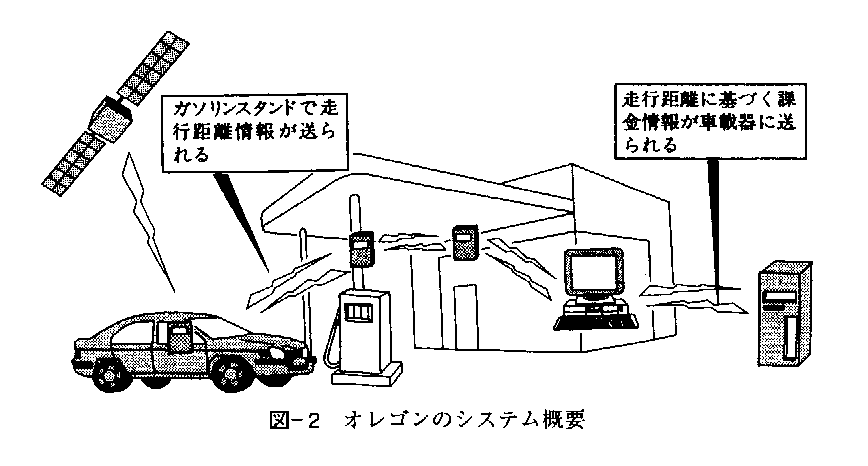 ガソリンスタンドで走
行距離情報が送ら
れる
走行距離に基づく課
金情報が車載器に送
られる
図-2 オレゴンのシステム概要